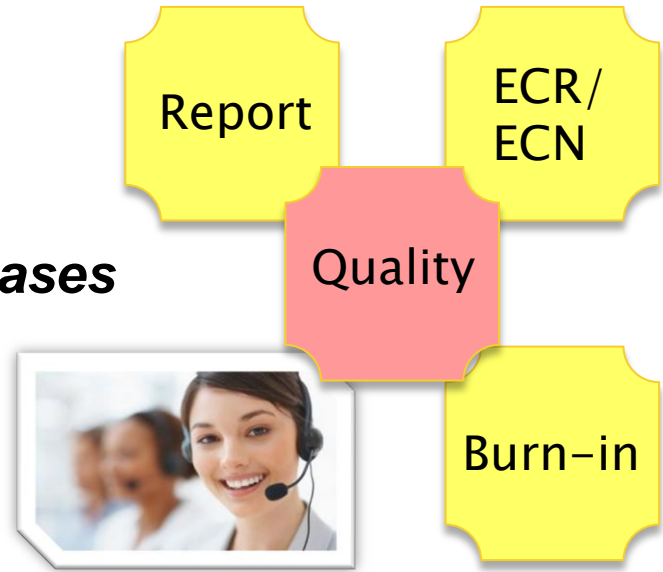 Report
ECR/
ECN
Quality
ases
Burn-in